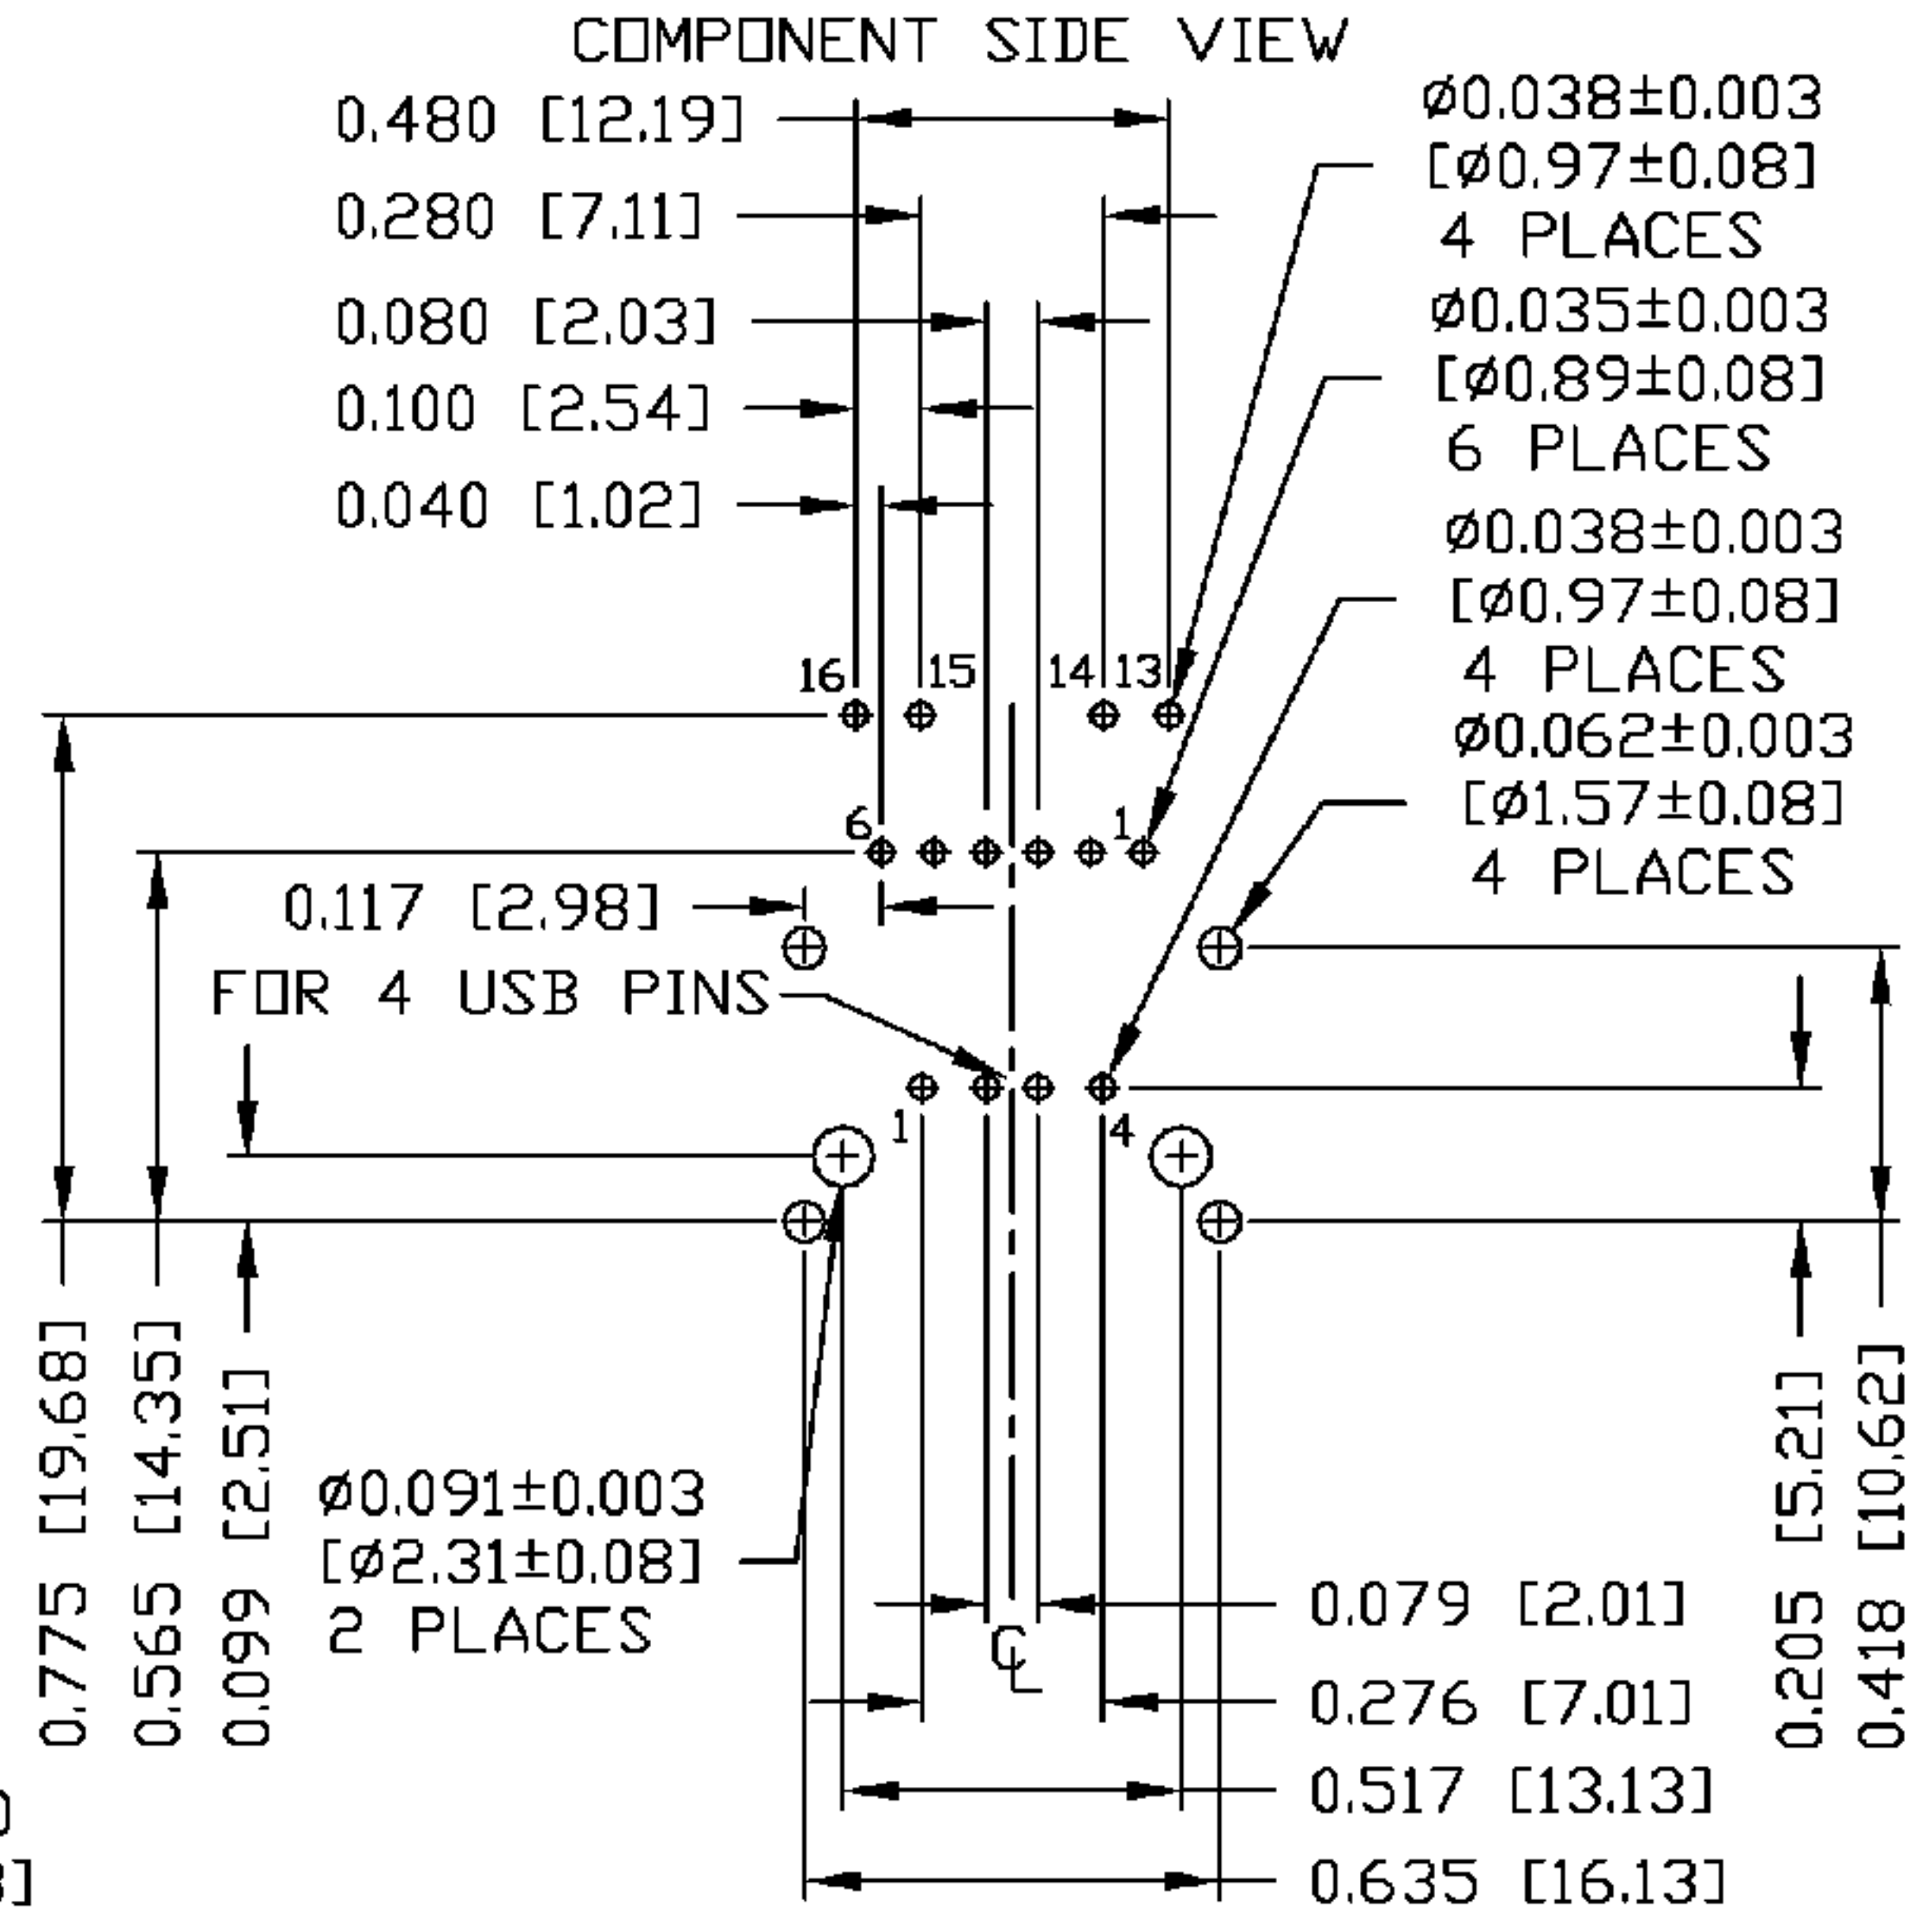 COMPONENT SIDE VIEW
0.480 [12.19]
0.280 [7.11]
0.080 [2.03]
0.100 [2.54]
0.040 [1.02]
Ø0.038±0.003
[Ø0.97±0.08]
4 PLACES
Ø0.035±0.003
[Ø0.89±0.08]
6 PLACES
Ø0.038±0.003
[Ø0.97±0.08]
4 PLACES
Ø0.062±0.003
[Ø1.57±0.08]
4 PLACES
16 15 14 13
6 1
0.117 [2.98]
FOR 4 USB PINS
1 4
0.775 [19.68]
0.565 [14.35]
0.099 [2.51]
Ø0.091±0.003
[Ø2.31±0.08]
2 PLACES
℄
0.079 [2.01]
0.276 [7.01]
0.517 [13.13]
0.635 [16.13]
0.205 [5.21]
0.418 [10.62]